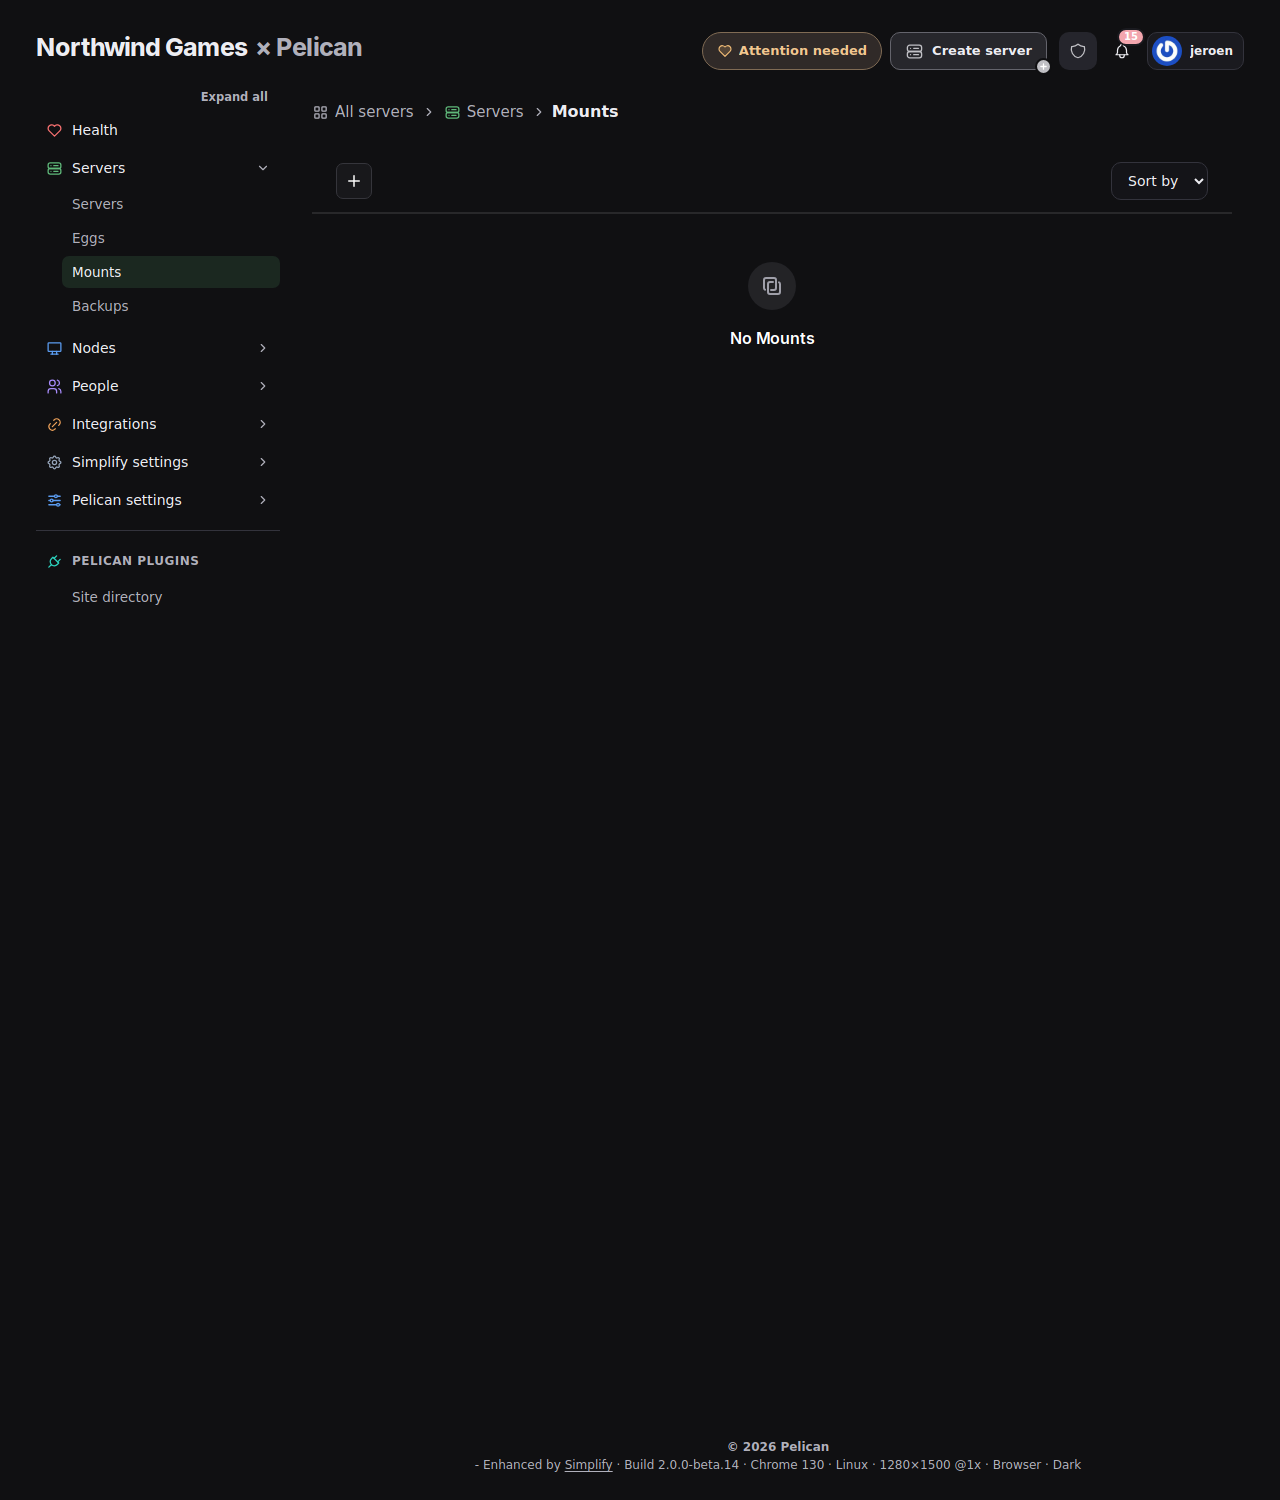 Northwind Games × Pelican
Attention needed
Create server
15
jeroen
Expand all
All servers
Servers
Mounts
Health
Servers
Servers
Eggs
Mounts
Backups
Nodes
People
Integrations
Simplify settings
Pelican settings
PELICAN PLUGINS
Site directory
Sort by
No Mounts
© 2026 Pelican
- Enhanced by Simplify · Build 2.0.0-beta.14 · Chrome 130 · Linux · 1280×1500 @1x · Browser · Dark